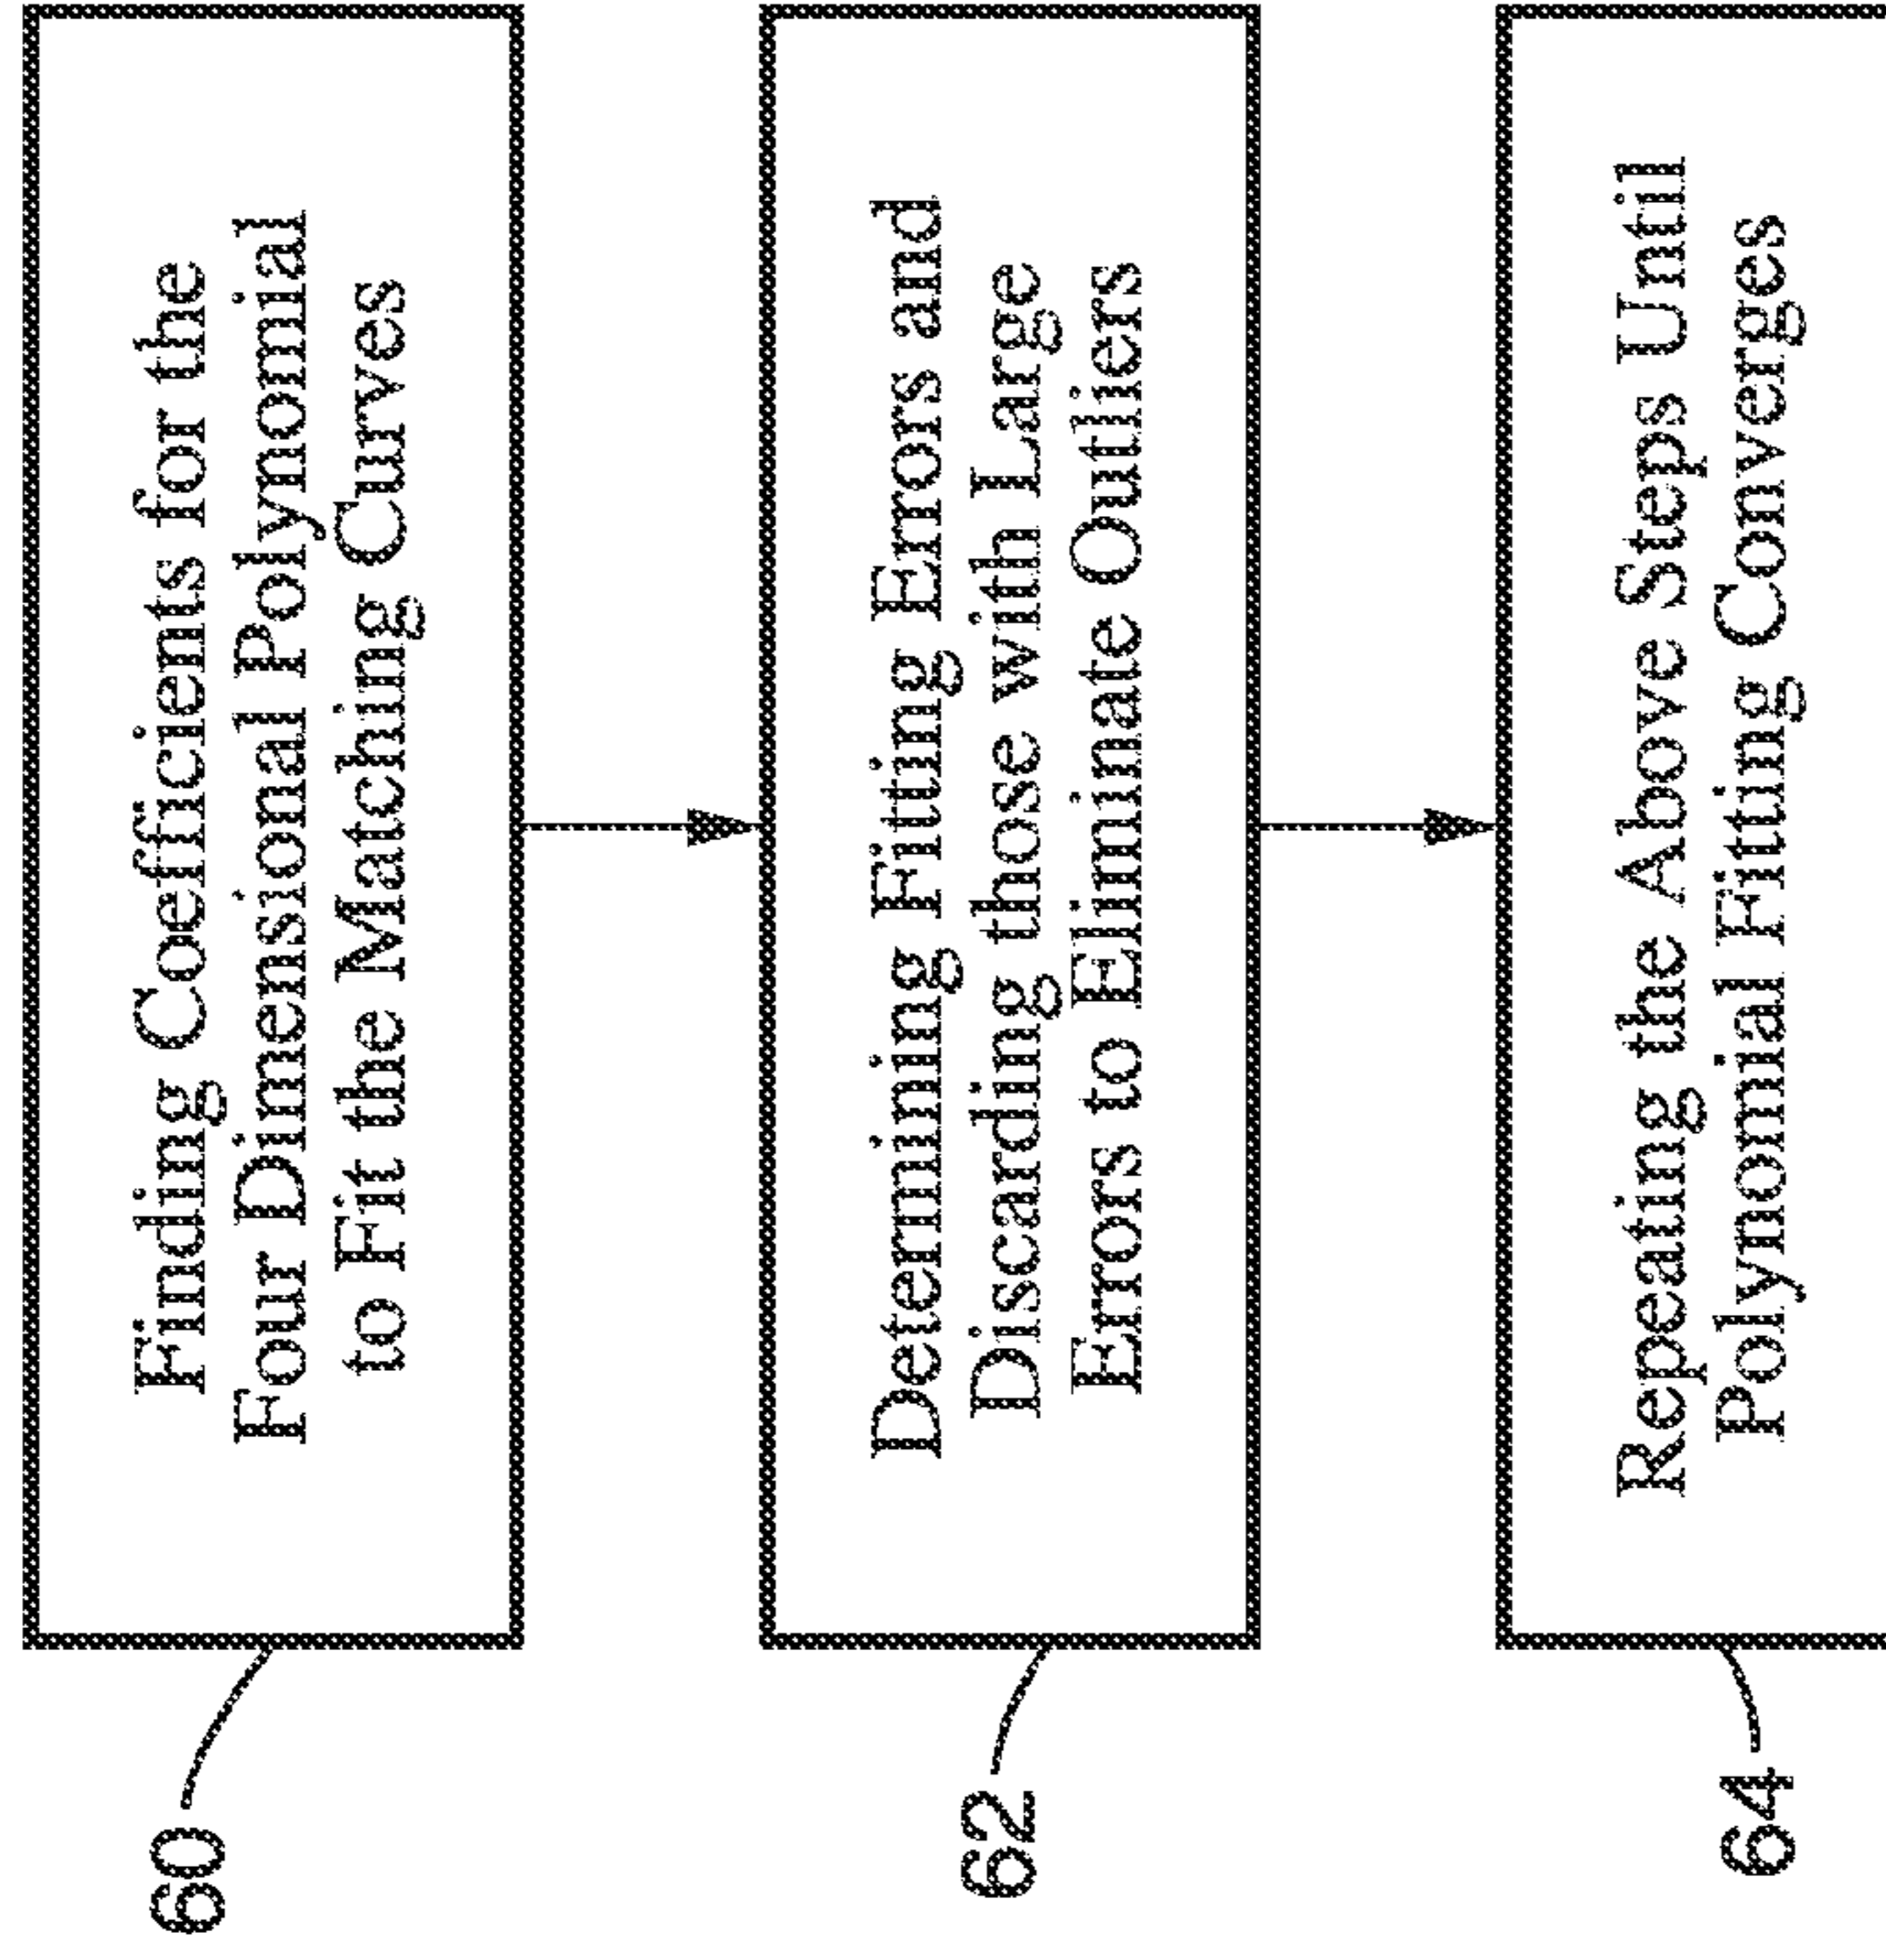 60
Finding Coefficients for the
Four Dimensional Polynomial
to Fit the Matching Curves
62
Determining Fitting Errors and
Discarding those with Large
Errors to Eliminate Outliers
64
Repeating the Above Steps Until
Polynomial Fitting Converges